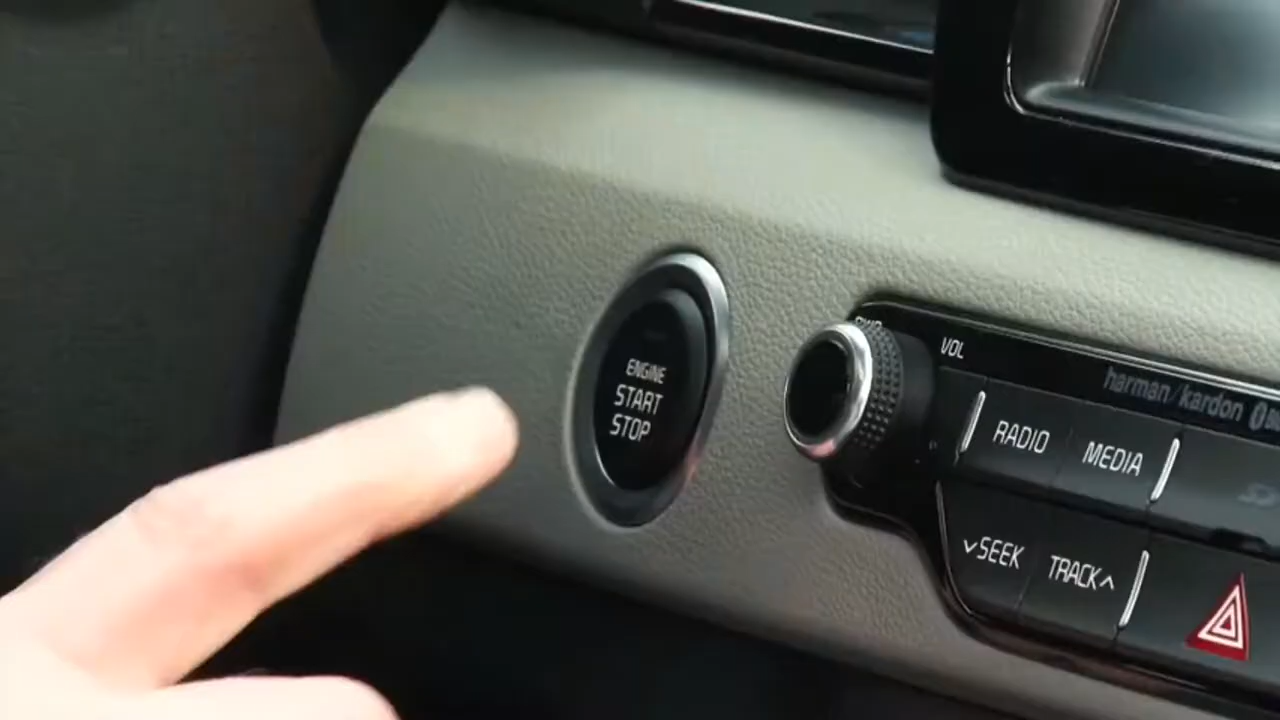 ENGINE
START
STOP
VOL
harman/kardon
RADIO
MEDIA
SEEK
TRACK